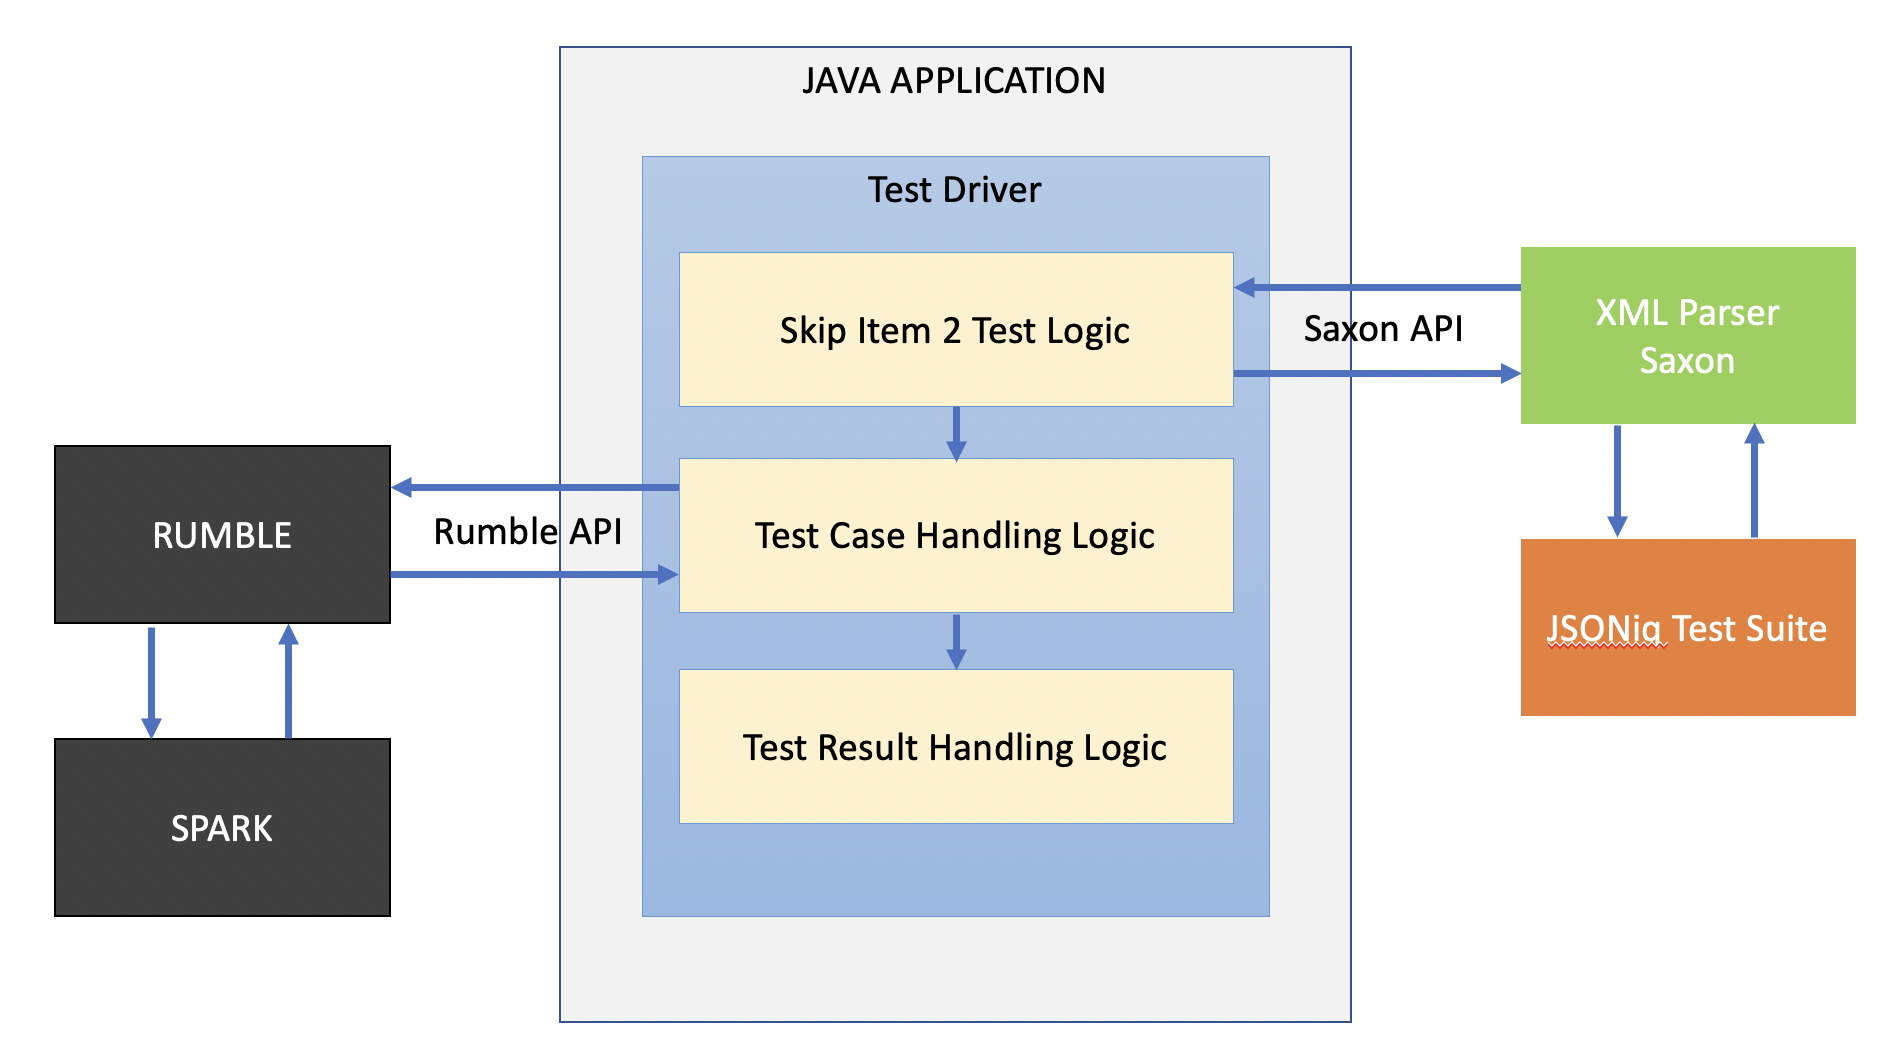 JAVA APPLICATION
Test Driver
Skip Item 2 Test Logic
Saxon API
XML Parser
Saxon
RUMBLE
Rumble API
Test Case Handling Logic
JSONiq Test Suite
Test Result Handling Logic
SPARK